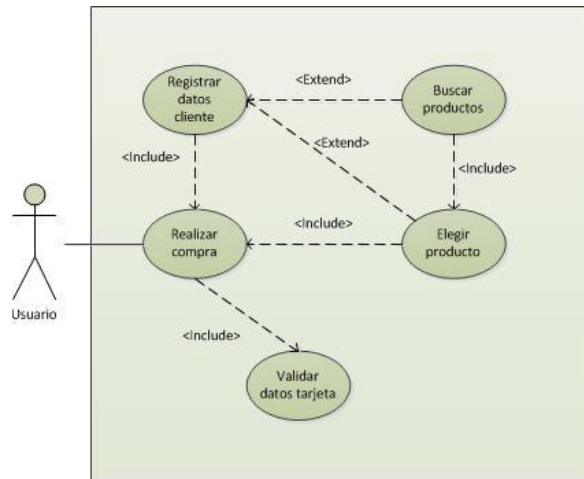 Registrar
datos
cliente
<Extend>
Buscar
productos
<Extend>
<Include>
<Include>
Realizar
compra
<Include>
Elegir
producto
Usuario
<Include>
Validar
datos tarjeta